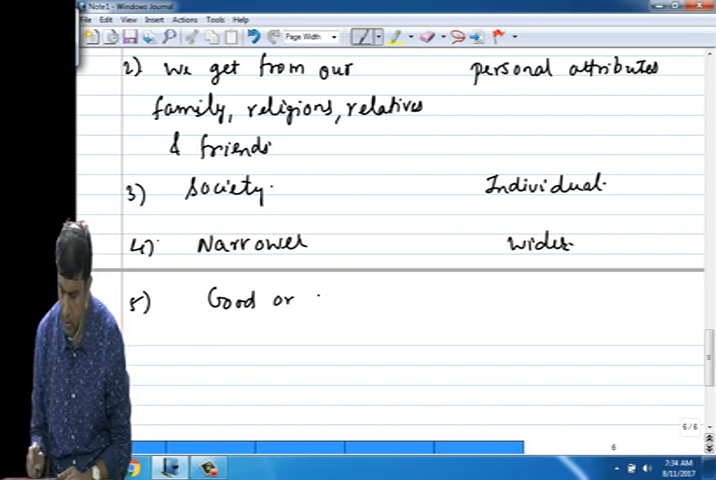 Note1 - Windows Journal
File Edit View Insert Actions Tools Help
Page Width
2) We get from our personal attributes
family, religions, relatives
& friends
3) Society. Individual.
4) Narrower Wider
5) Good or
6/6
6
7:34 AM
8/11/2017